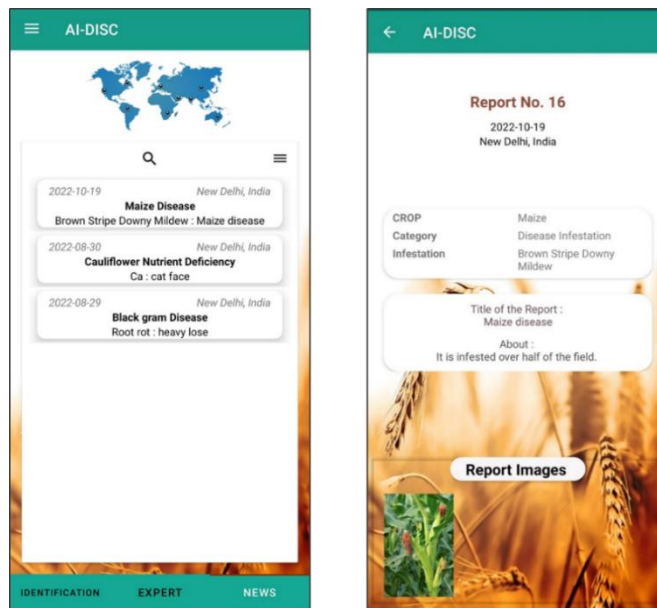 AI-DISC
2022-10-19 New Delhi, India
Maize Disease
Brown Stripe Downy Mildew : Maize disease
2022-08-30 New Delhi, India
Cauliflower Nutrient Deficiency
Ca : cat face
2022-08-29 New Delhi, India
Black gram Disease
Root rot : heavy lose
IDENTIFICATION EXPERT NEWS
AI-DISC
Report No. 16
2022-10-19
New Delhi, India
CROP Maize
Category Disease Infestation
Infestation Brown Stripe Downy
Mildew
Title of the Report :
Maize disease
About :
It is infested over half of the field.
Report Images